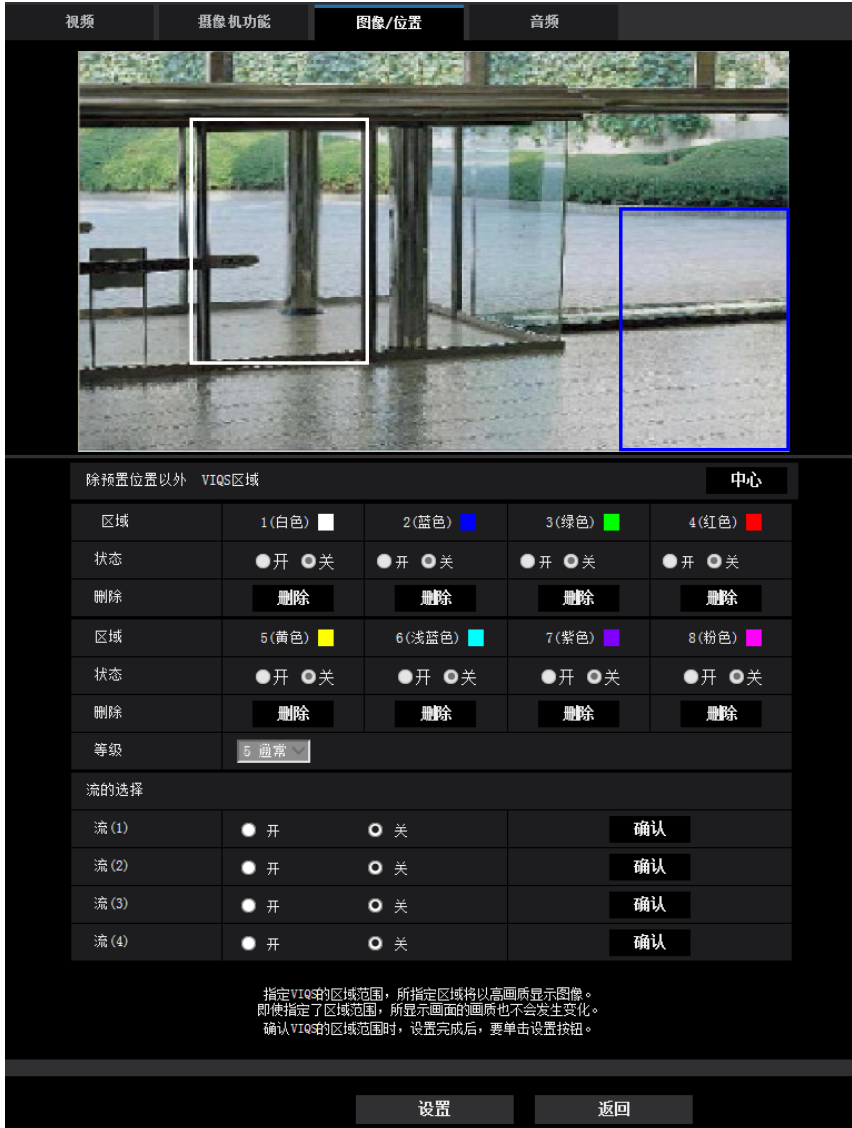 视频 摄像机功能 图像/位置 音频
除预置位置以外 VIQS区域 中心
区域 1(白色) 2(蓝色) 3(绿色) 4(红色)
状态 开 关 开 关 开 关 开 关
删除 删除 删除 删除 删除
区域 5(黄色) 6(浅蓝色) 7(紫色) 8(粉色)
状态 开 关 开 关 开 关 开 关
删除 删除 删除 删除 删除
等级 5 通常
流的选择
流(1) 开 关 确认
流(2) 开 关 确认
流(3) 开 关 确认
流(4) 开 关 确认
指定VIQS的区域范围，所指定区域将以高画质显示图像。
即使指定了区域范围，所显示画面的画质也不会发生变化。
确认VIQS的区域范围时，设置完成后，要单击设置按钮。
设置 返回